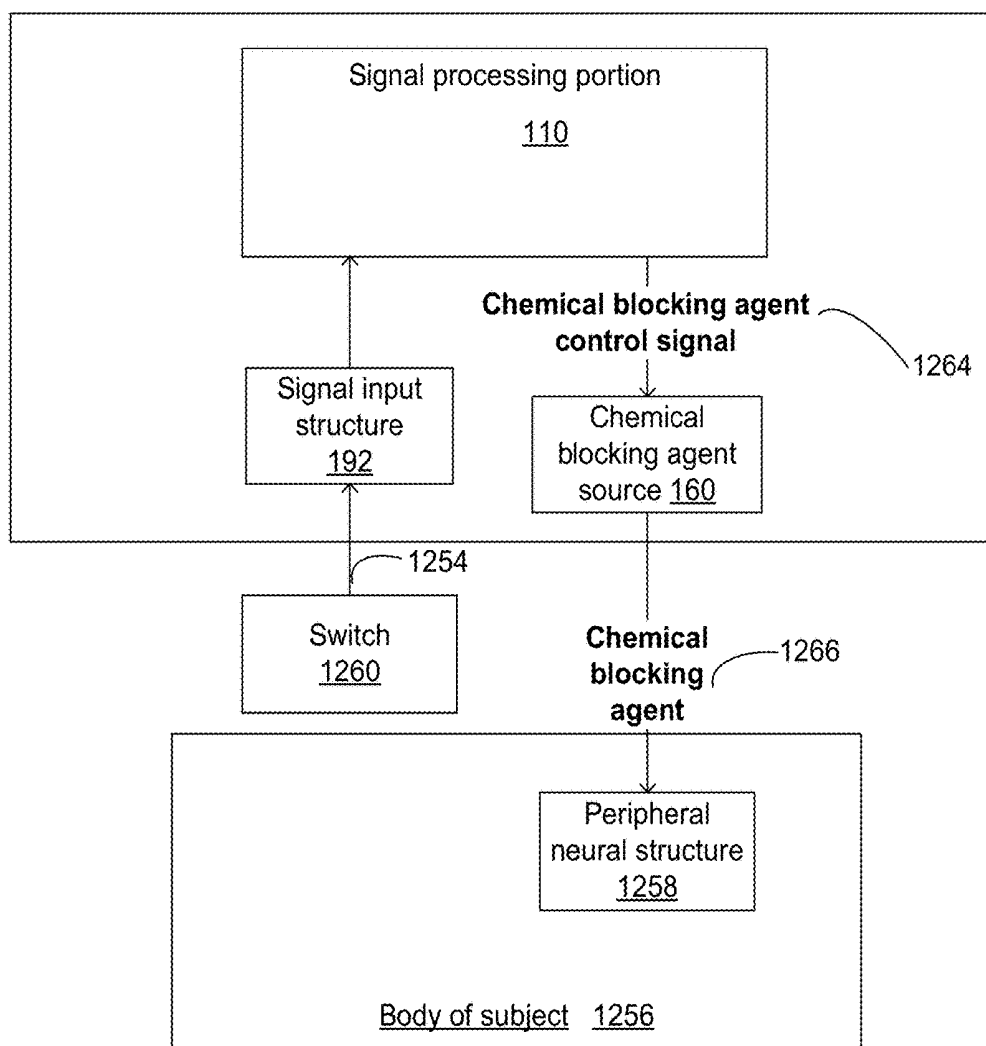 Signal processing portion
110
Chemical blocking agent
control signal
1264
Signal input
structure
192
Chemical
blocking agent
source 160
1254
Switch
1260
Chemical
blocking
agent
1266
Peripheral
neural structure
1258
Body of subject 1256